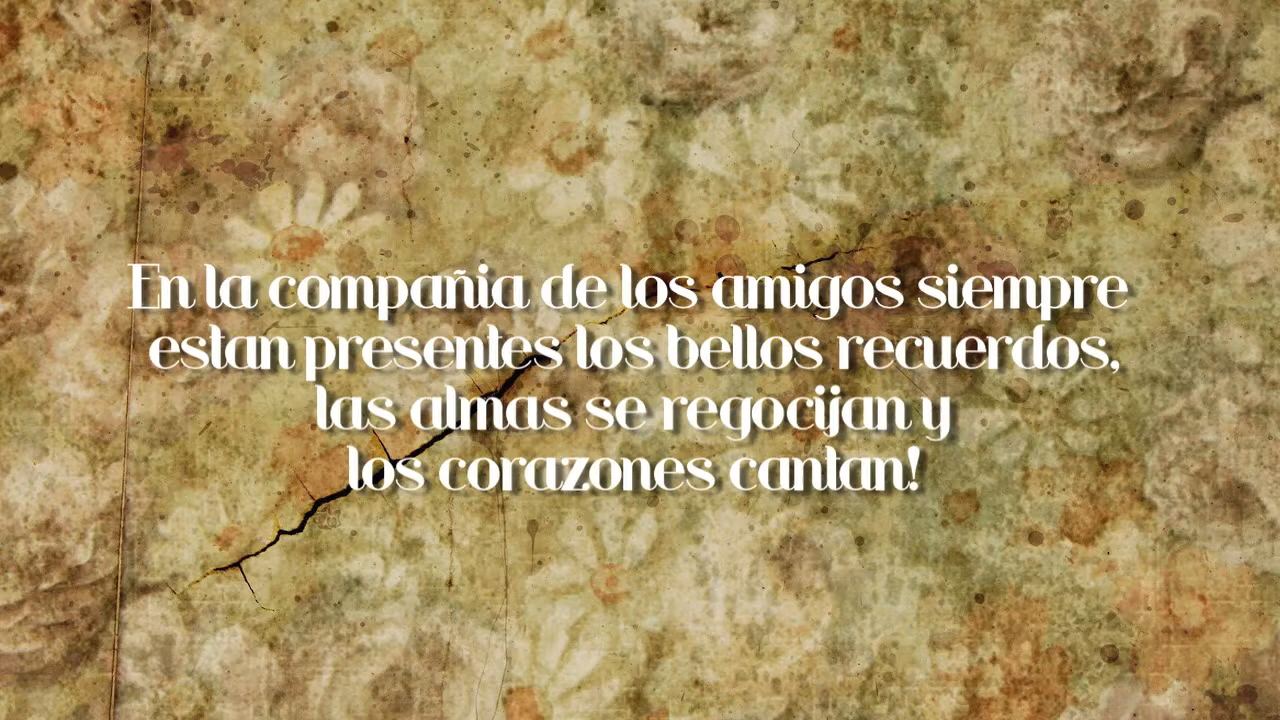 En la compañia de los amigos siempre
estan presentes los bellos recuerdos,
las almas se regocijan y
los corazones cantan!